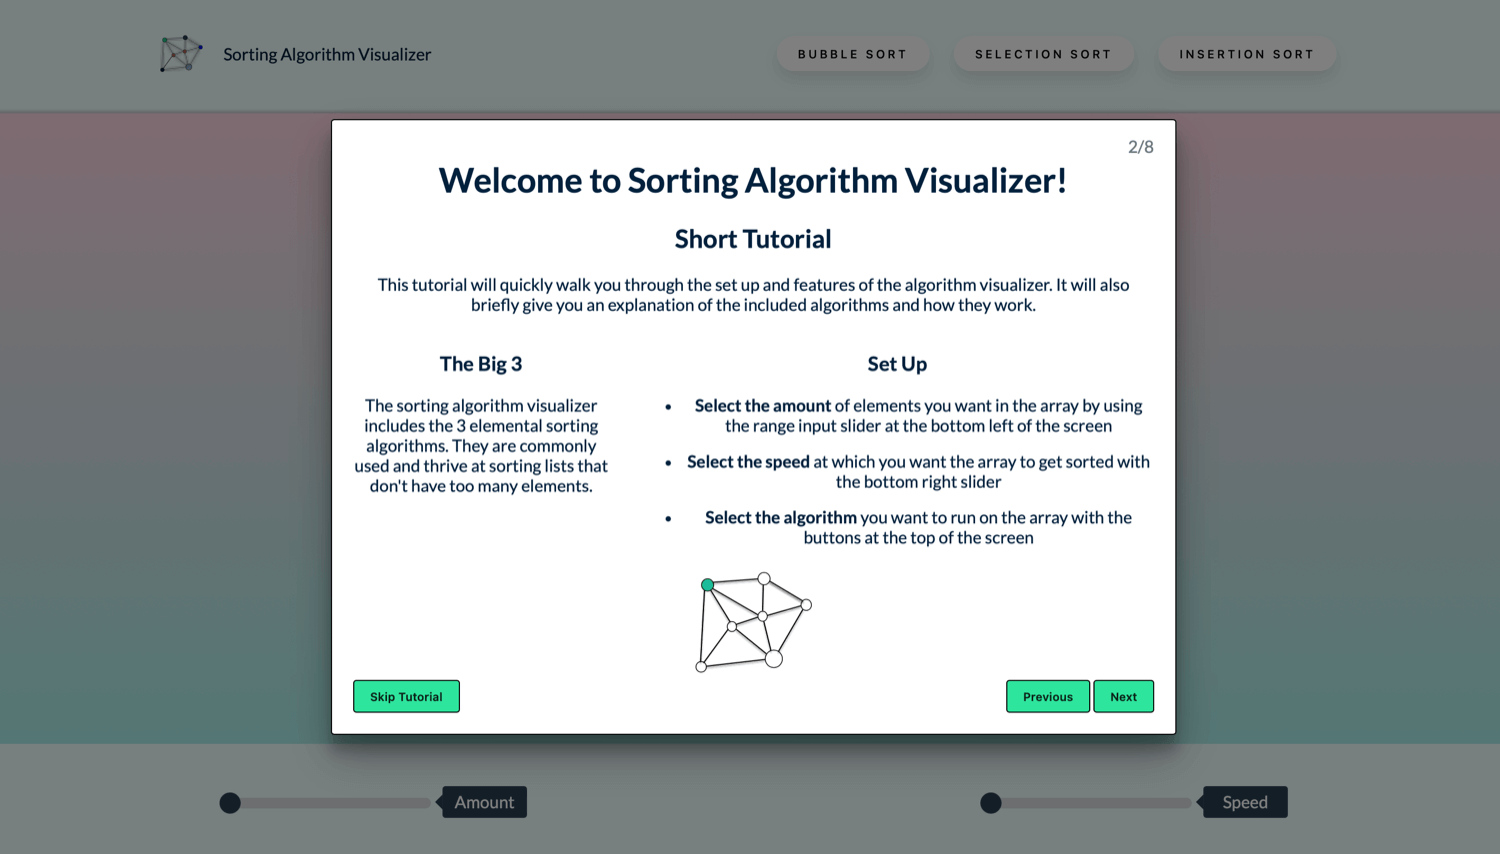 Sorting Algorithm Visualizer
BUBBLE SORT
SELECTION SORT
INSERTION SORT
2/8
Welcome to Sorting Algorithm Visualizer!
Short Tutorial
This tutorial will quickly walk you through the set up and features of the algorithm visualizer. It will also
briefly give you an explanation of the included algorithms and how they work.
The Big 3
The sorting algorithm visualizer
includes the 3 elemental sorting
algorithms. They are commonly
used and thrive at sorting lists that
don't have too many elements.
Set Up
• Select the amount of elements you want in the array by using
the range input slider at the bottom left of the screen
• Select the speed at which you want the array to get sorted with
the bottom right slider
• Select the algorithm you want to run on the array with the
buttons at the top of the screen
Skip Tutorial
Previous
Next
Amount
Speed